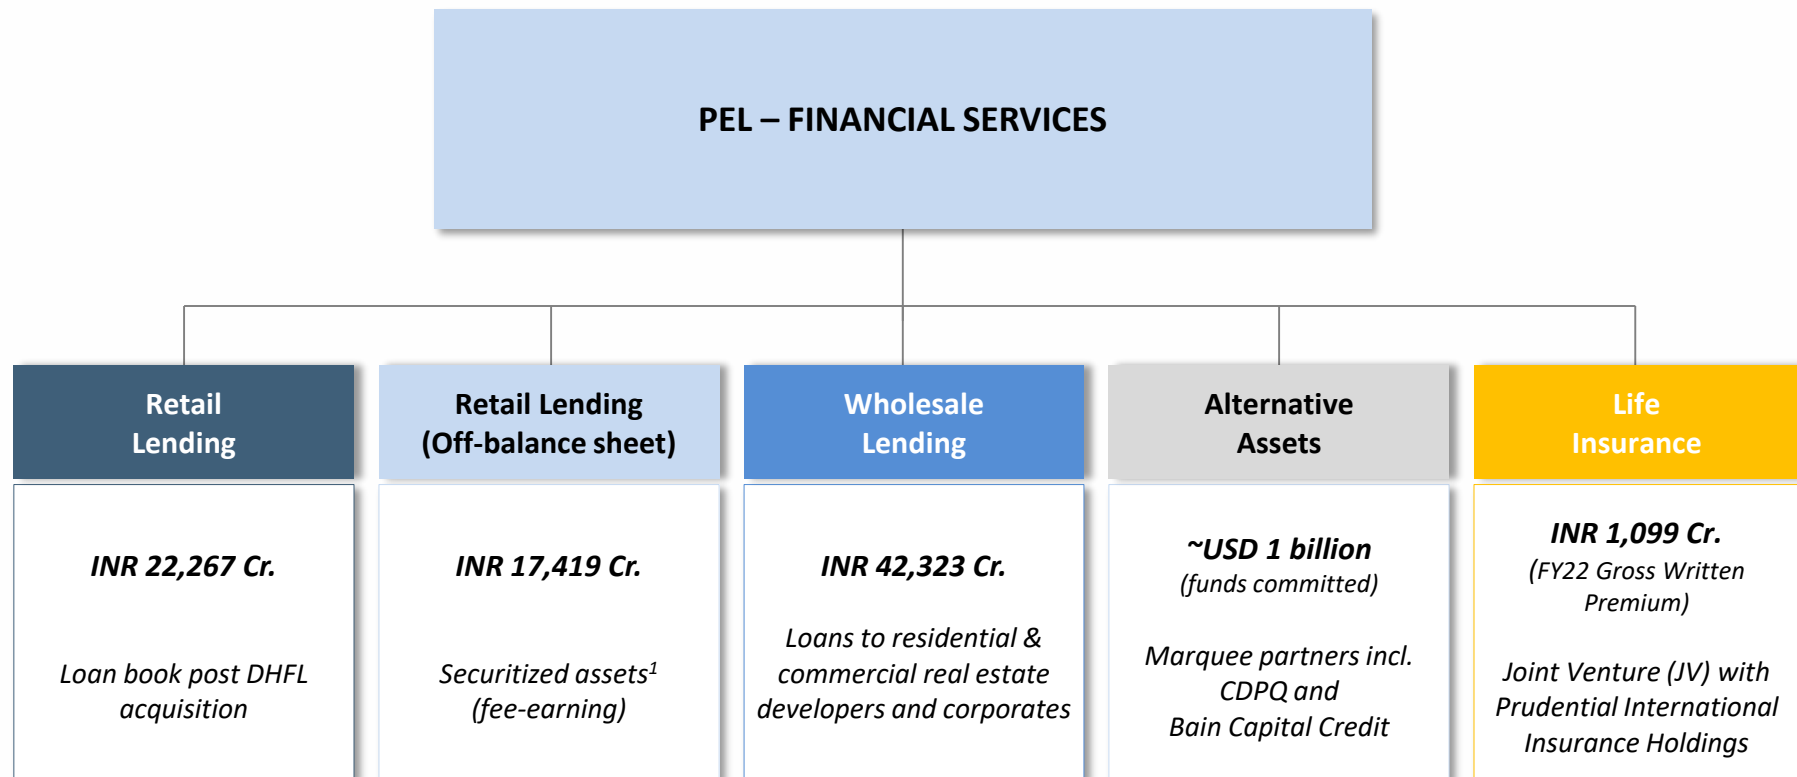 PEL – FINANCIAL SERVICES
Retail
Lending
INR 22,267 Cr.
Loan book post DHFL
acquisition
Retail Lending
(Off-balance sheet)
INR 17,419 Cr.
Securitized assets¹
(fee-earning)
Wholesale
Lending
INR 42,323 Cr.
Loans to residential &
commercial real estate
developers and corporates
Alternative
Assets
~USD 1 billion
(funds committed)
Marquee partners incl.
CDPQ and
Bain Capital Credit
Life
Insurance
INR 1,099 Cr.
(FY22 Gross Written
Premium)
Joint Venture (JV) with
Prudential International
Insurance Holdings